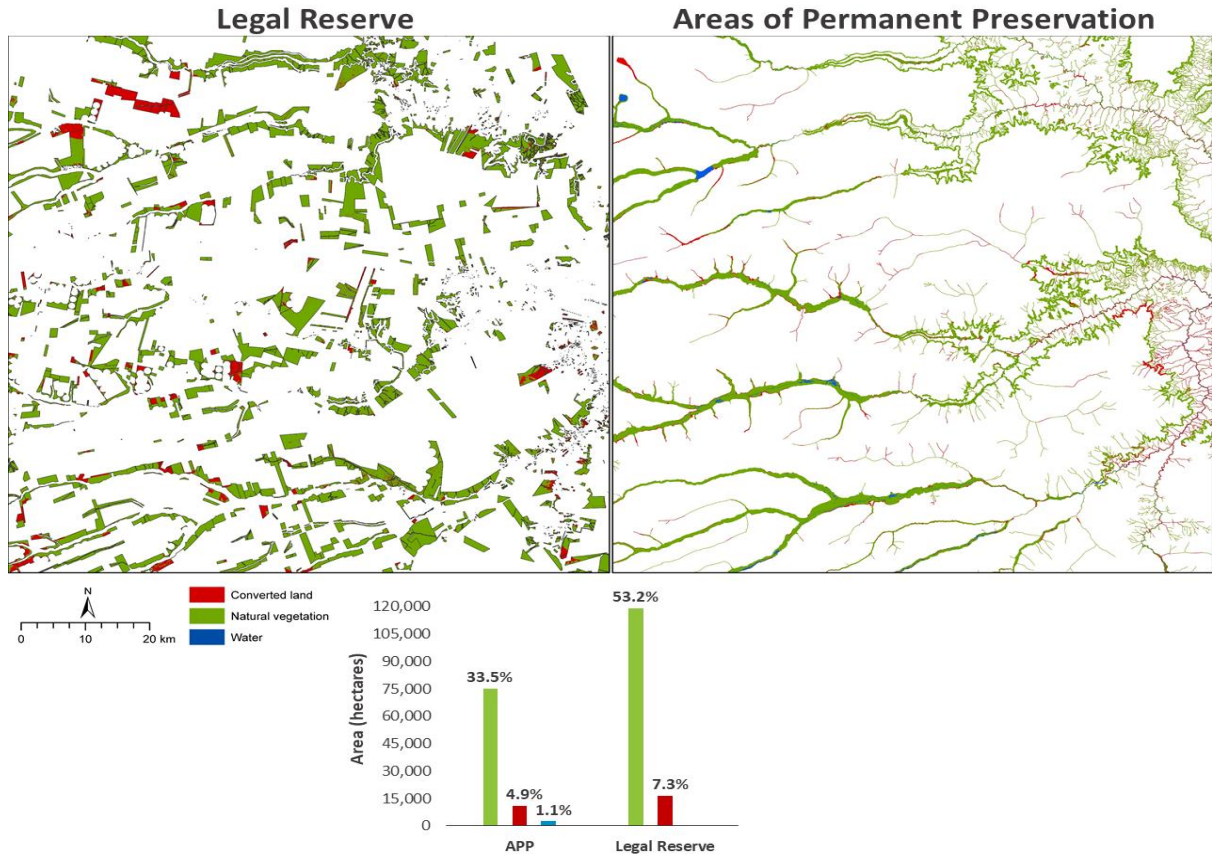 Legal Reserve
Areas of Permanent Preservation
N
0 10 20 km
Converted land
Natural vegetation
Water
Area (hectares)
120,000
105,000
90,000
75,000
60,000
45,000
30,000
15,000
0
33.5%
4.9%
1.1%
53.2%
7.3%
APP
Legal Reserve